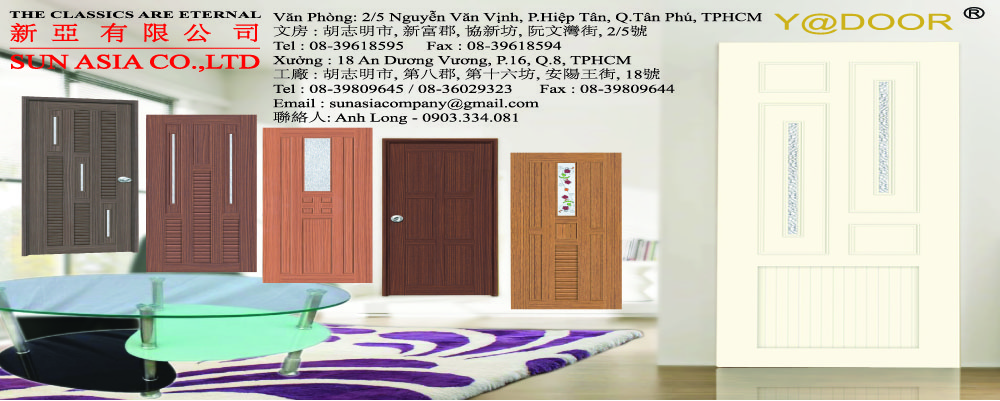 THE CLASSICS ARE ETERNAL
新亞有限公司
SUN ASIA CO.,LTD
Văn Phòng: 2/5 Nguyễn Văn Vịnh, P.Hiệp Tân, Q.Tân Phú, TPHCM
文房 : 胡志明市, 新富郡, 協新坊, 阮文灣街, 2/5號
Tel : 08-39618595 Fax : 08-39618594
Xưởng : 18 An Dương Vương, P.16, Q.8, TPHCM
工廠 : 胡志明市, 第八郡, 第十六坊, 安陽王街, 18號
Tel : 08-39809645 / 08-36029323 Fax : 08-39809644
Email : sunasiacompany@gmail.com
聯絡人: Anh Long - 0903.334.081
Y@DOOR ®